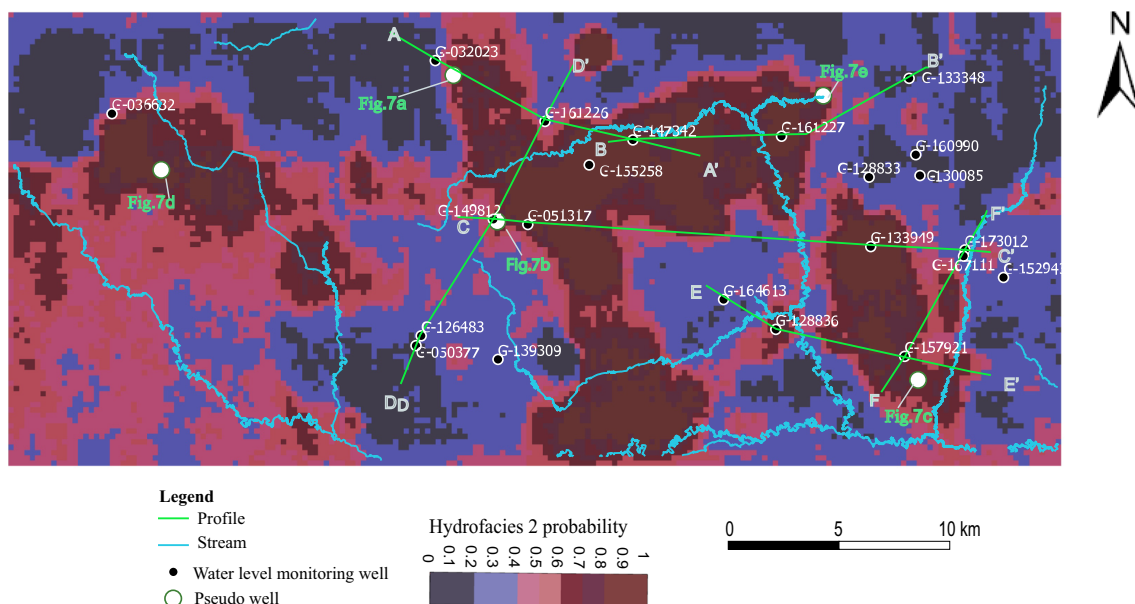 N
A
G-032023
D'
Fig.7a
Fig.7e
B'
G-133348
G-036632
G-161226
G-147342
G-161227
B
A'
G-160990
G-155258
G-128833
G-130085
Fig.7d
G-149812
C
G-051317
F'
Fig.7b
G-133949
G-173012
C'
G-167111
G-152943
E
G-164613
G-128836
G-126483
G-050377
G-139309
G-157921
E'
DD
F
Fig.7c
Legend
Profile
Stream
Water level monitoring well
Pseudo well
Hydrofacies 2 probability
0 0.1 0.2 0.3 0.4 0.5 0.6 0.7 0.8 0.9 1
0 5 10 km